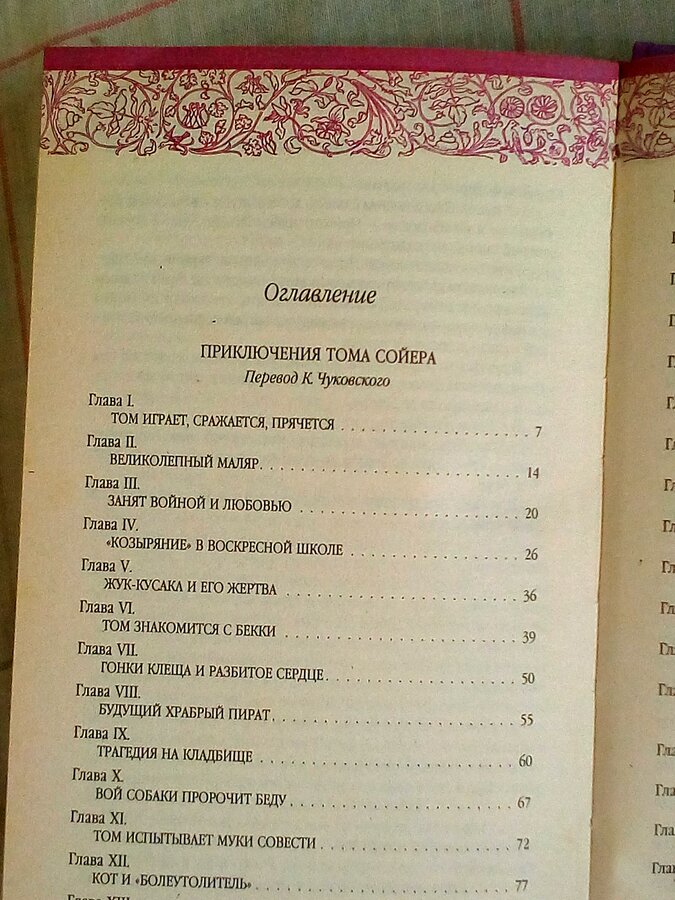 Оглавление
ПРИКЛЮЧЕНИЯ ТОМА СОЙЕРА
Перевод К. Чуковского
Глава I.
ТОМ ИГРАЕТ, СРАЖАЕТСЯ, ПРЯЧЕТСЯ . . . . . . . . . . . . . . . . . . . . 7
Глава II.
ВЕЛИКОЛЕПНЫЙ МАЛЯР. . . . . . . . . . . . . . . . . . . . . . . . . . . . 14
Глава III.
ЗАНЯТ ВОЙНОЙ И ЛЮБОВЬЮ . . . . . . . . . . . . . . . . . . . . . . . . 20
Глава IV.
«КОЗЫРЯНИЕ» В ВОСКРЕСНОЙ ШКОЛЕ . . . . . . . . . . . . . . . . . . 26
Глава V.
ЖУК-КУСАКА И ЕГО ЖЕРТВА . . . . . . . . . . . . . . . . . . . . . . . . 36
Глава VI.
ТОМ ЗНАКОМИТСЯ С БЕККИ . . . . . . . . . . . . . . . . . . . . . . . . 39
Глава VII.
ГОНКИ КЛЕЩА И РАЗБИТОЕ СЕРДЦЕ. . . . . . . . . . . . . . . . . . . . 50
Глава VIII.
БУДУЩИЙ ХРАБРЫЙ ПИРАТ. . . . . . . . . . . . . . . . . . . . . . . . . 55
Глава IX.
ТРАГЕДИЯ НА КЛАДБИЩЕ . . . . . . . . . . . . . . . . . . . . . . . . . . 60
Глава X.
ВОЙ СОБАКИ ПРОРОЧИТ БЕДУ . . . . . . . . . . . . . . . . . . . . . . . 67
Глава XI.
ТОМ ИСПЫТЫВАЕТ МУКИ СОВЕСТИ . . . . . . . . . . . . . . . . . . . . 72
Глава XII.
КОТ И «БОЛЕУТОЛИТЕЛЬ». . . . . . . . . . . . . . . . . . . . . . . . . . 77